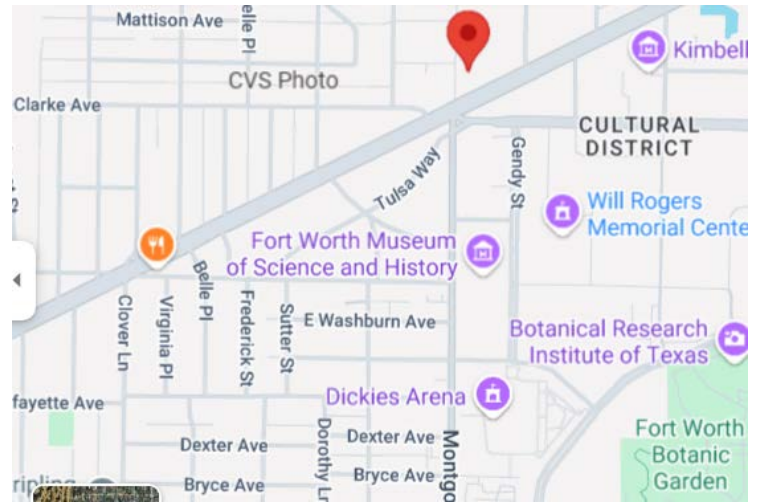 Mattison Ave
elle Pl
CVS Photo
Kimbell
Clarke Ave
CULTURAL
DISTRICT
Tulsa Way
Gendy St
Will Rogers
Memorial Cente
Fort Worth Museum
of Science and History
Belle Pl
Clover Ln
Virginia Pl
Frederick St
Sutter St
E Washburn Ave
Botanical Research
Institute of Texas
Dickies Arena
fayette Ave
Dorothy Ln
Dexter Ave
Dexter Ave
Montgo
Fort Worth
Botanic
Garden
Bryce Ave
Bryce Ave
ripling